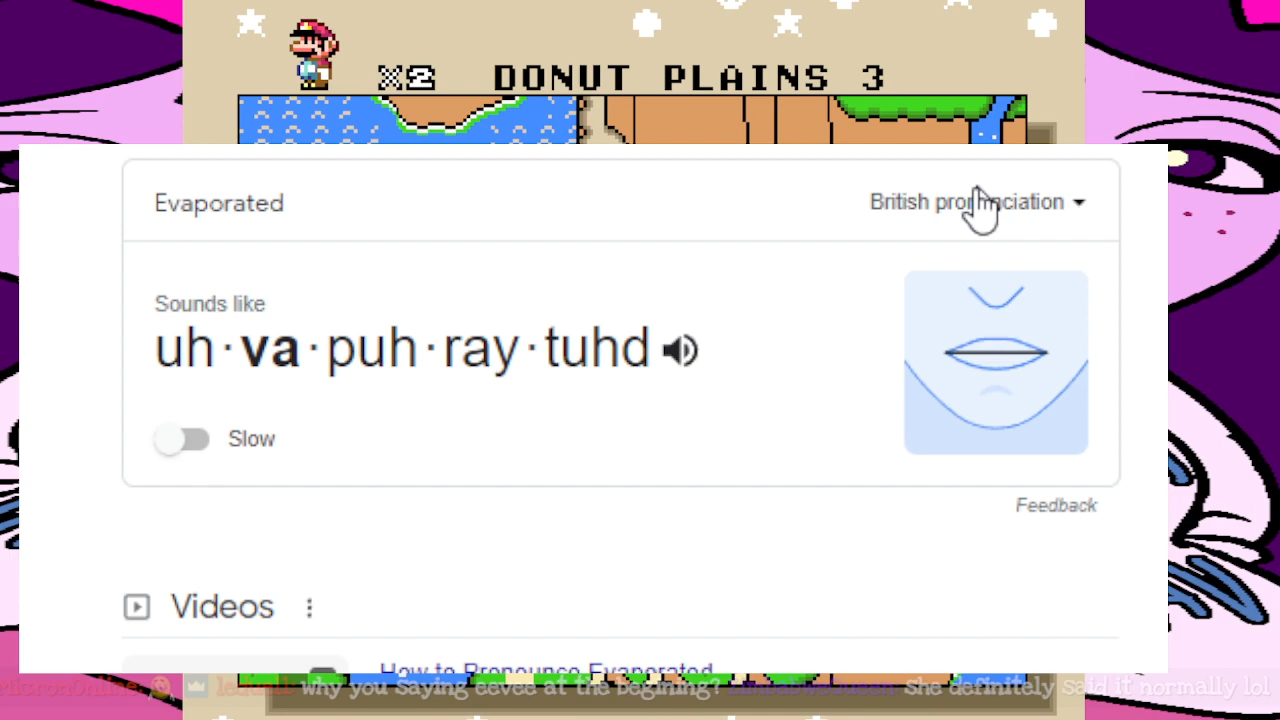 X2 DONUT PLAINS 3
Evaporated
British pronunciation
Sounds like
uh·va·puh·ray·tuhd
Slow
Feedback
Videos
How to Pronounce Evaporated
why you saying eevee at the begining? She definitely said it normally lol